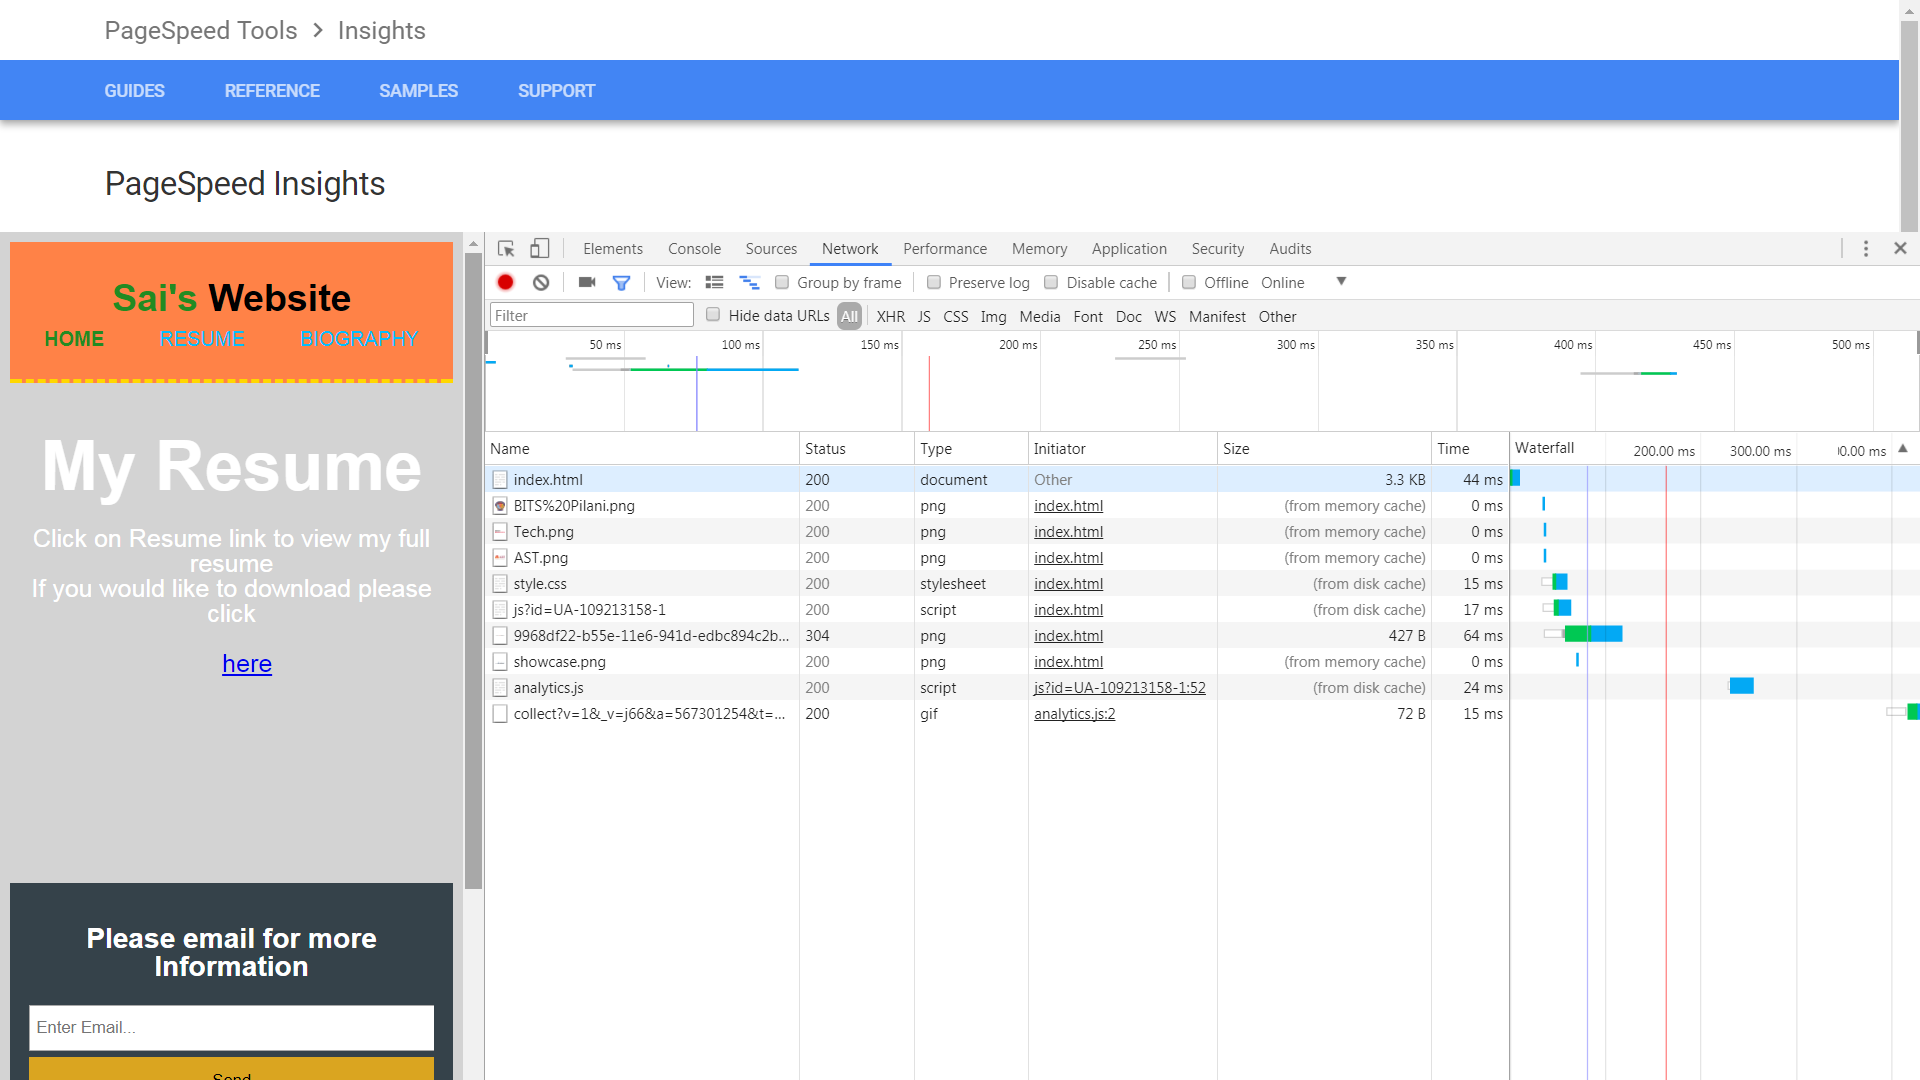 PageSpeed Tools > Insights
GUIDES REFERENCE SAMPLES SUPPORT
PageSpeed Insights
Sai's Website
HOME RESUME BIOGRAPHY
My Resume
Click on Resume link to view my full
resume
If you would like to download please
click
here
Please email for more
Information
Enter Email...
Send
Elements Console Sources Network Performance Memory Application Security Audits
View: Group by frame Preserve log Disable cache Offline Online
Filter Hide data URLs All XHR JS CSS Img Media Font Doc WS Manifest Other
50 ms 100 ms 150 ms 200 ms 250 ms 300 ms 350 ms 400 ms 450 ms 500 ms
Name Status Type Initiator Size Time Waterfall 200.00 ms 300.00 ms 00.00 ms
index.html 200 document Other 3.3 KB 44 ms
BITS%20Pilani.png 200 png index.html (from memory cache) 0 ms
Tech.png 200 png index.html (from memory cache) 0 ms
AST.png 200 png index.html (from memory cache) 0 ms
style.css 200 stylesheet index.html (from disk cache) 15 ms
js?id=UA-109213158-1 200 script index.html (from disk cache) 17 ms
9968df22-b55e-11e6-941d-edbc894c2b... 304 png index.html 427 B 64 ms
showcase.png 200 png index.html (from memory cache) 0 ms
analytics.js 200 script js?id=UA-109213158-1:52 (from disk cache) 24 ms
collect?v=1&_v=j66&a=567301254&t=... 200 gif analytics.js:2 72 B 15 ms